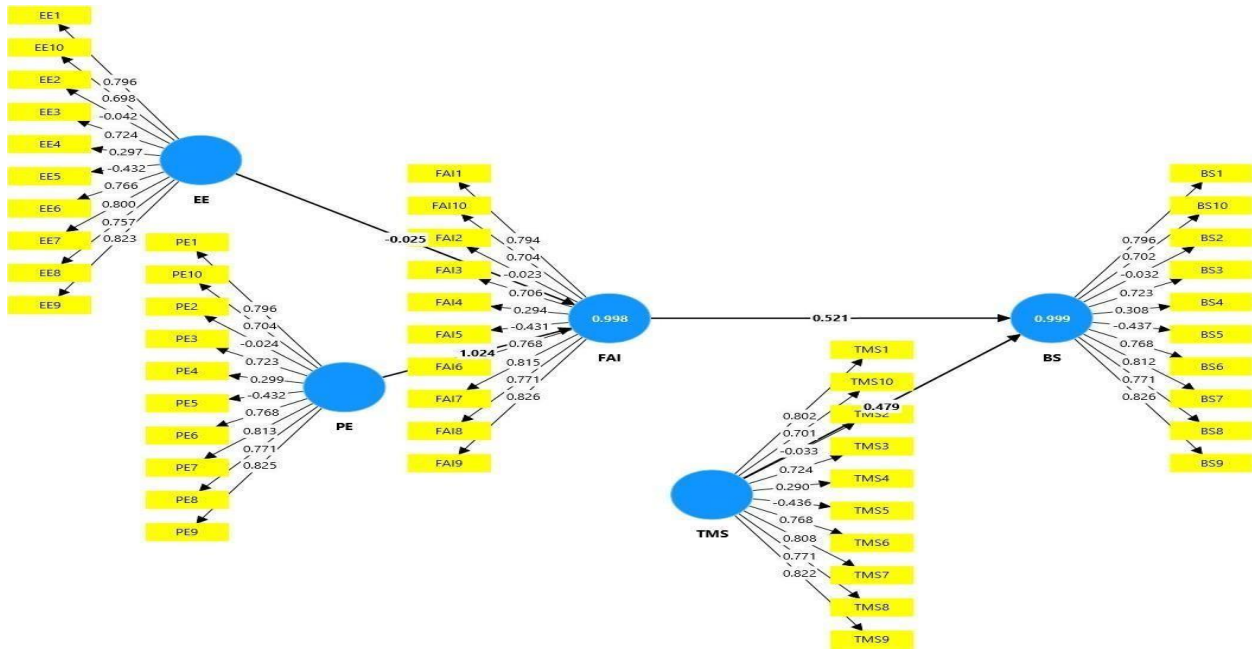 EE1
EE10
EE2
EE3
EE4
EE5
EE6
EE7
EE8
EE9
0.796
0.698
-0.042
0.724
0.297
-0.432
0.766
0.800
0.757
0.823
EE
-0.025
PE1
PE10
PE2
PE3
PE4
PE5
PE6
PE7
PE8
PE9
0.796
0.704
-0.024
0.723
0.299
-0.432
0.768
0.813
0.771
0.825
PE
1.024
FAI1
FAI10
FAI2
FAI3
FAI4
FAI5
FAI6
FAI7
FAI8
FAI9
0.794
0.704
-0.023
0.706
0.294
-0.431
0.768
0.815
0.771
0.826
0.998
FAI
0.521
TMS1
TMS10
TMS2
TMS3
TMS4
TMS5
TMS6
TMS7
TMS8
TMS9
0.802
0.701
-0.033
0.724
0.290
-0.436
0.768
0.808
0.771
0.822
TMS
0.479
0.999
BS
0.796
0.702
-0.032
0.723
0.308
-0.437
0.768
0.812
0.771
0.826
BS1
BS10
BS2
BS3
BS4
BS5
BS6
BS7
BS8
BS9